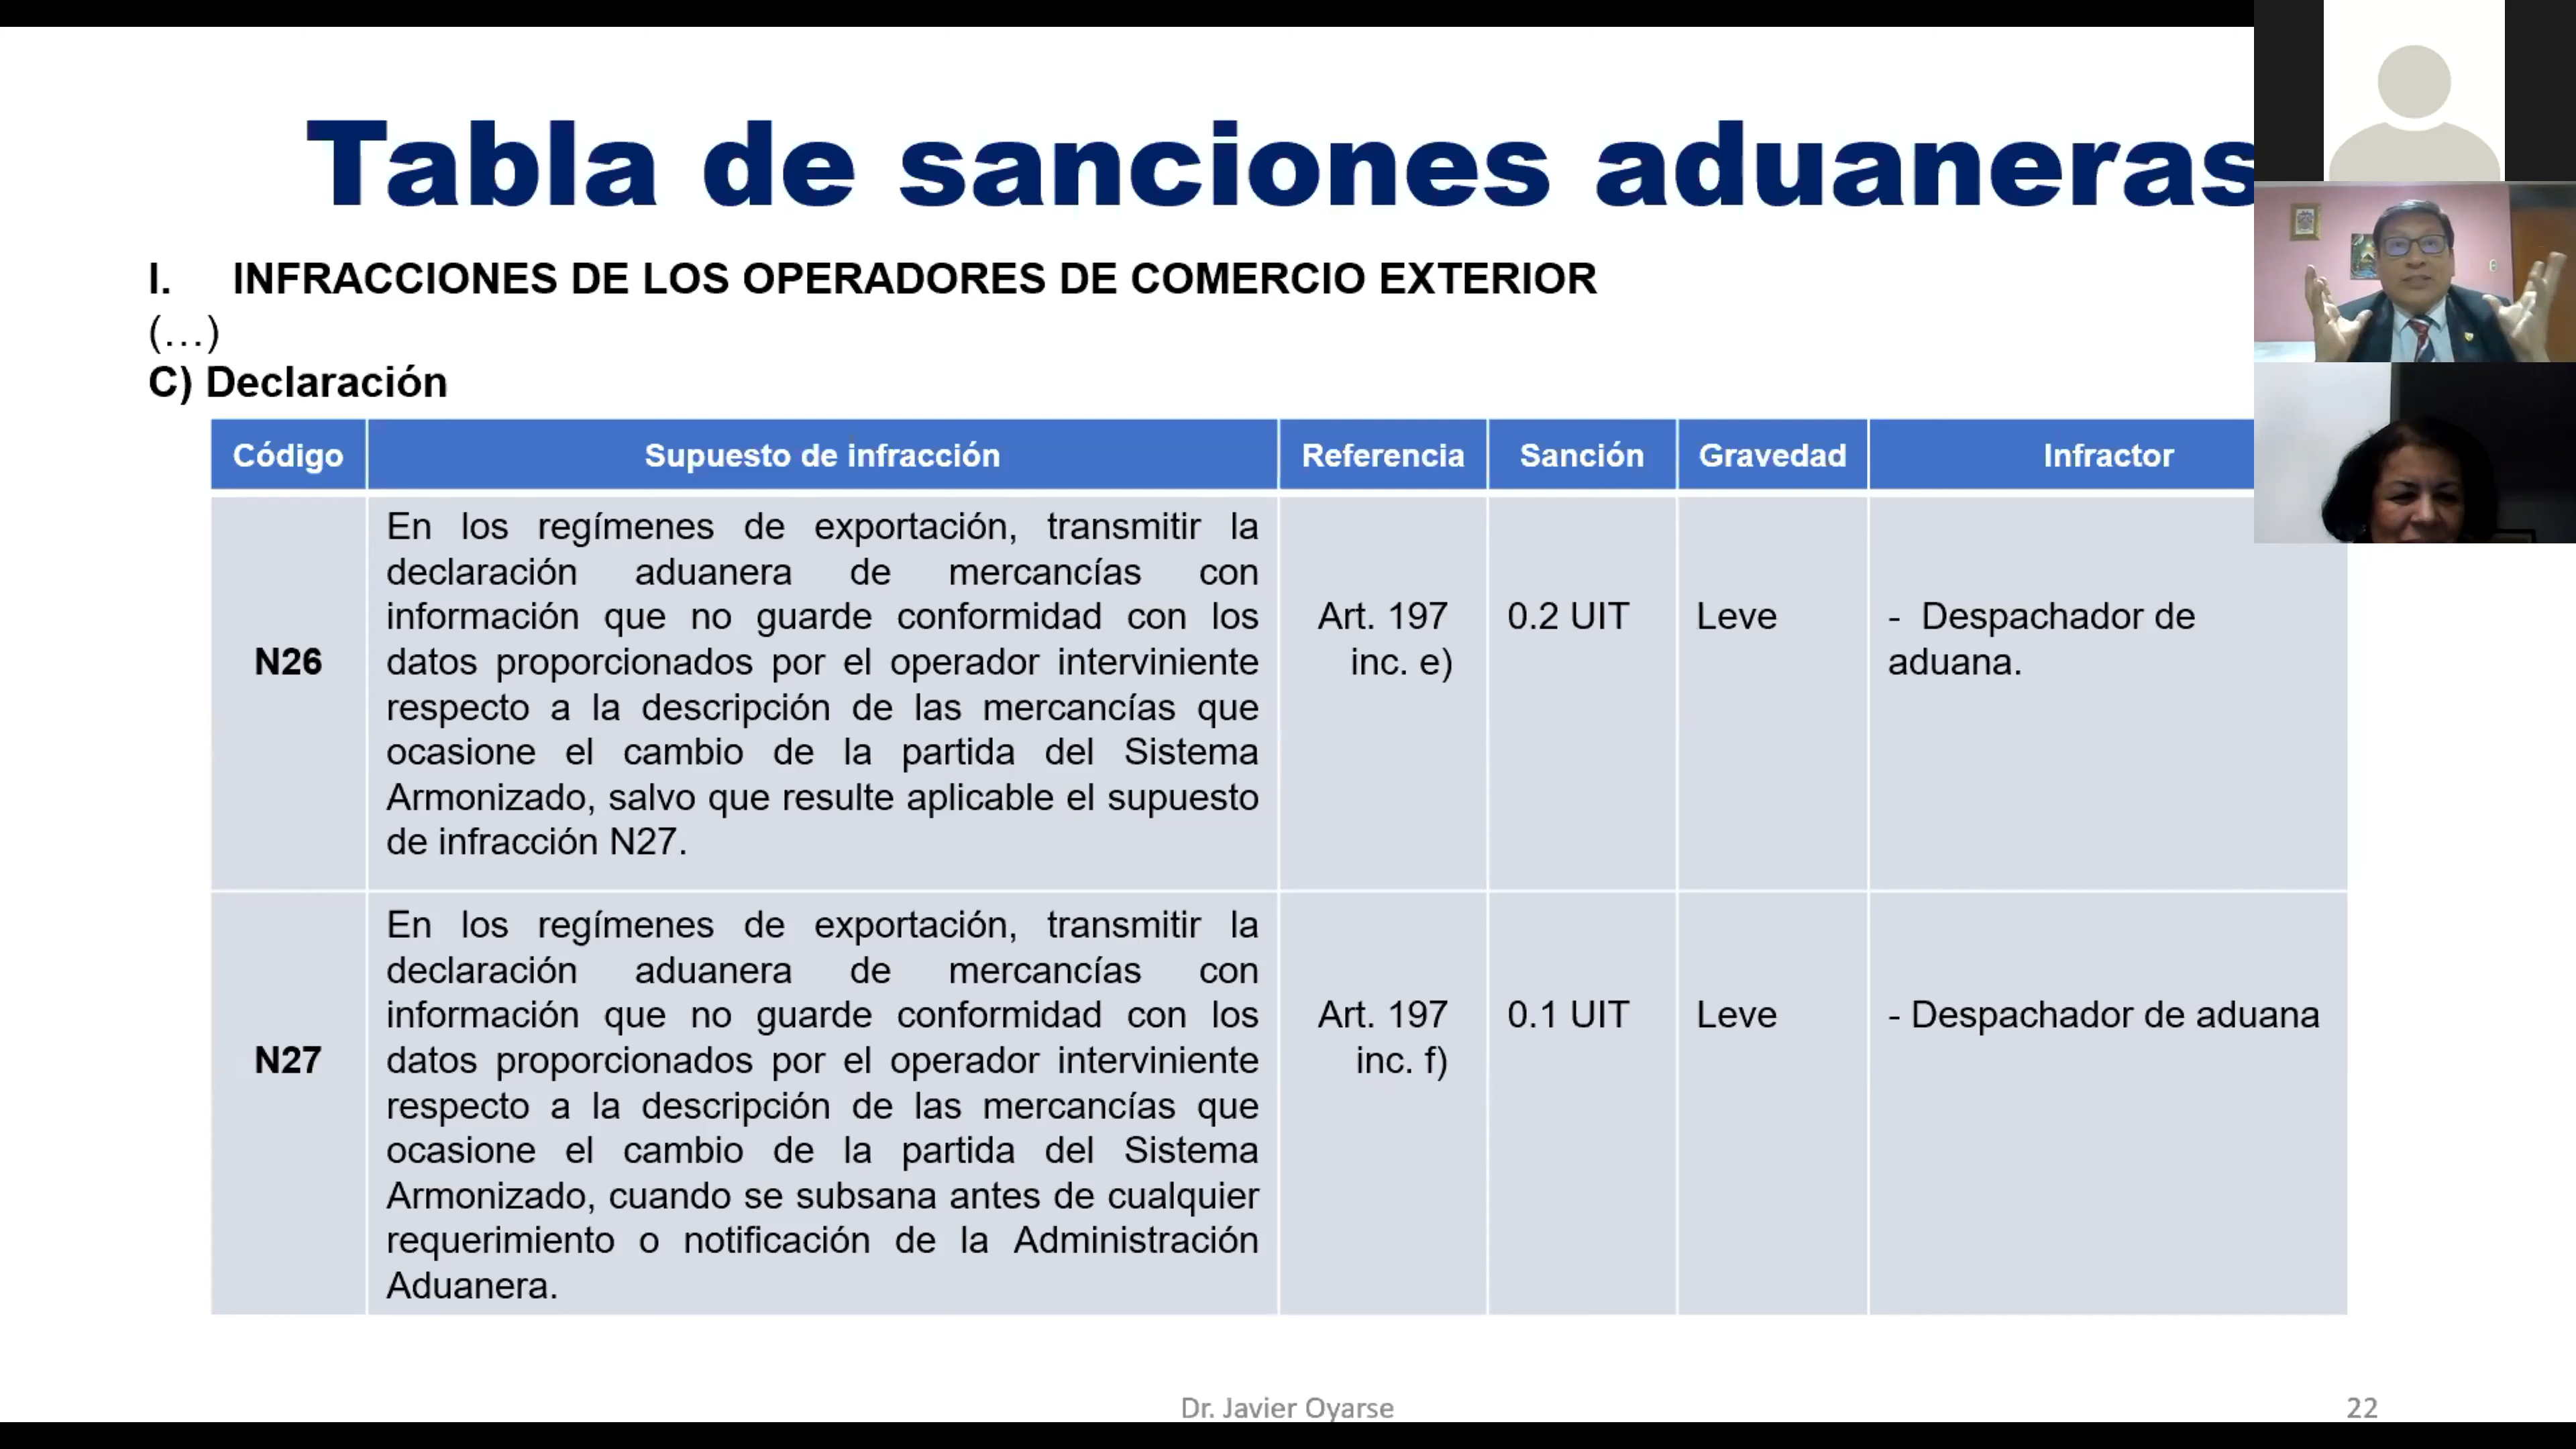 Tabla de sanciones aduaneras
I. INFRACCIONES DE LOS OPERADORES DE COMERCIO EXTERIOR
(…)
C) Declaración
Código Supuesto de infracción Referencia Sanción Gravedad Infractor
N26
En los regímenes de exportación, transmitir la
declaración aduanera de mercancías con
información que no guarde conformidad con los
datos proporcionados por el operador interviniente
respecto a la descripción de las mercancías que
ocasione el cambio de la partida del Sistema
Armonizado, salvo que resulte aplicable el supuesto
de infracción N27.
Art. 197
inc. e)
0.2 UIT
Leve
- Despachador de
aduana.
N27
En los regímenes de exportación, transmitir la
declaración aduanera de mercancías con
información que no guarde conformidad con los
datos proporcionados por el operador interviniente
respecto a la descripción de las mercancías que
ocasione el cambio de la partida del Sistema
Armonizado, cuando se subsana antes de cualquier
requerimiento o notificación de la Administración
Aduanera.
Art. 197
inc. f)
0.1 UIT
Leve
- Despachador de aduana
Dr. Javier Oyarse
22